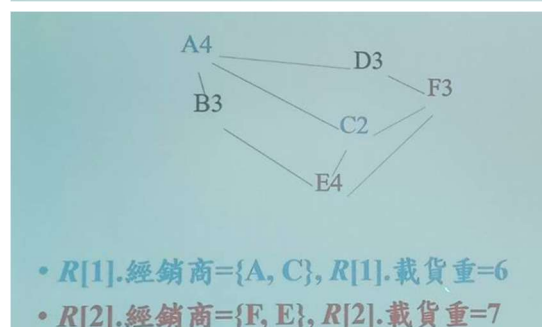 A4
D3
F3
B3
C2
E4
• R[1].經銷商={A, C}, R[1].載貨重=6
• R[2].經銷商={F, E}, R[2].載貨重=7